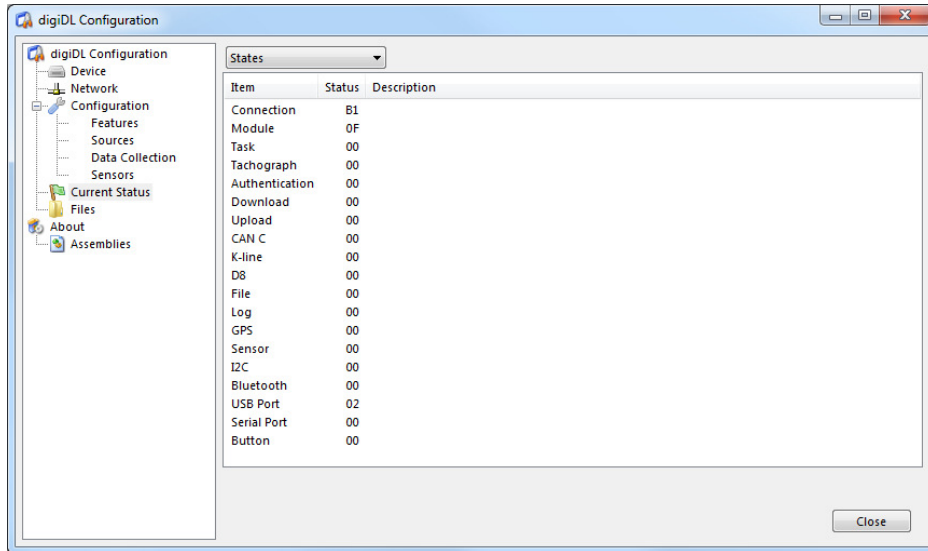 digiDL Configuration
digiDL Configuration
Device
Network
Configuration
Features
Sources
Data Collection
Sensors
Current Status
Files
About
Assemblies
States
Item Status Description
Connection B1
Module 0F
Task 00
Tachograph 00
Authentication 00
Download 00
Upload 00
CAN C 00
K-line 00
D8 00
File 00
Log 00
GPS 00
Sensor 00
I2C 00
Bluetooth 00
USB Port 02
Serial Port 00
Button 00
Close